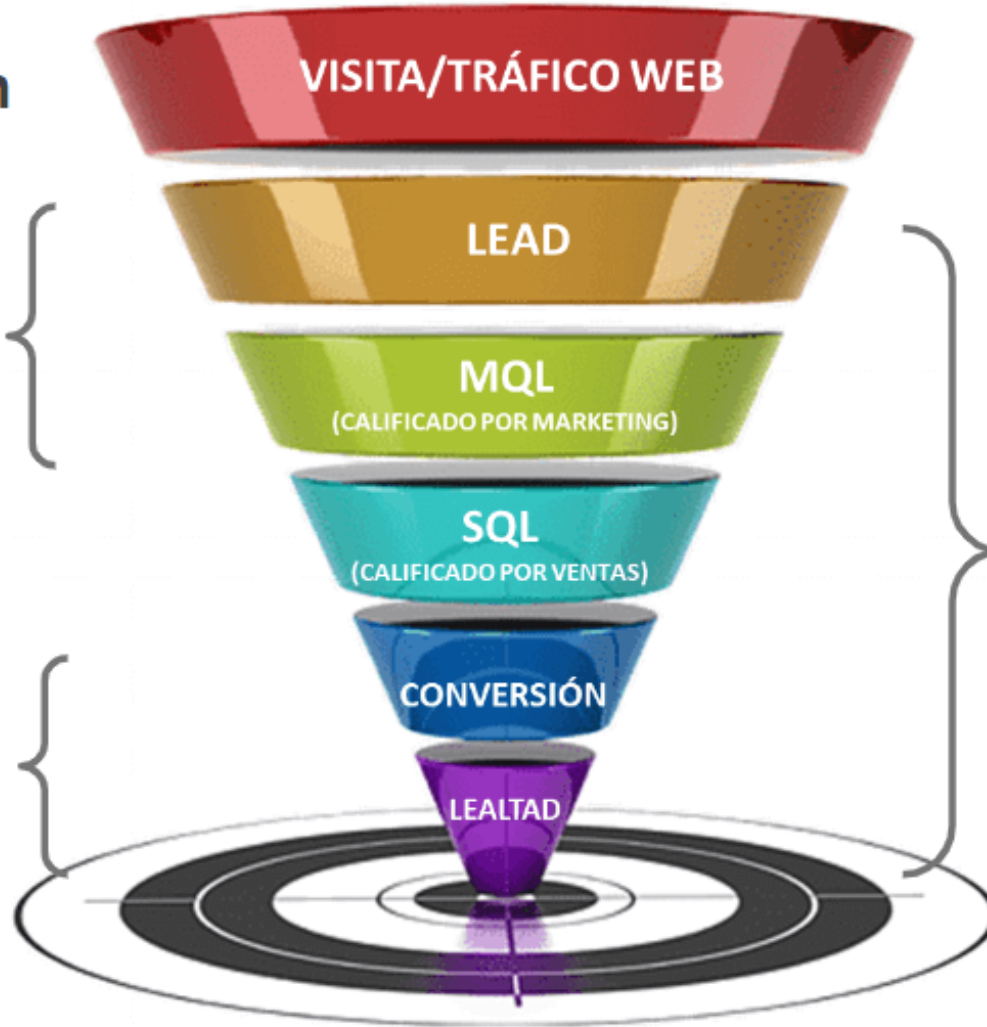 VISITA/TRÁFICO WEB
LEAD
MQL
(CALIFICADO POR MARKETING)
SQL
(CALIFICADO POR VENTAS)
CONVERSIÓN
LEALTAD